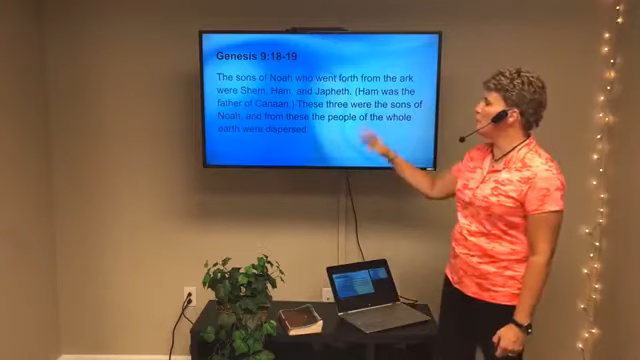 Genesis 9:18-19
The sons of Noah who went forth from the ark
were Shem, Ham, and Japheth. (Ham was the
father of Canaan.) These three were the sons of
Noah, and from these the people of the whole
earth were dispersed.